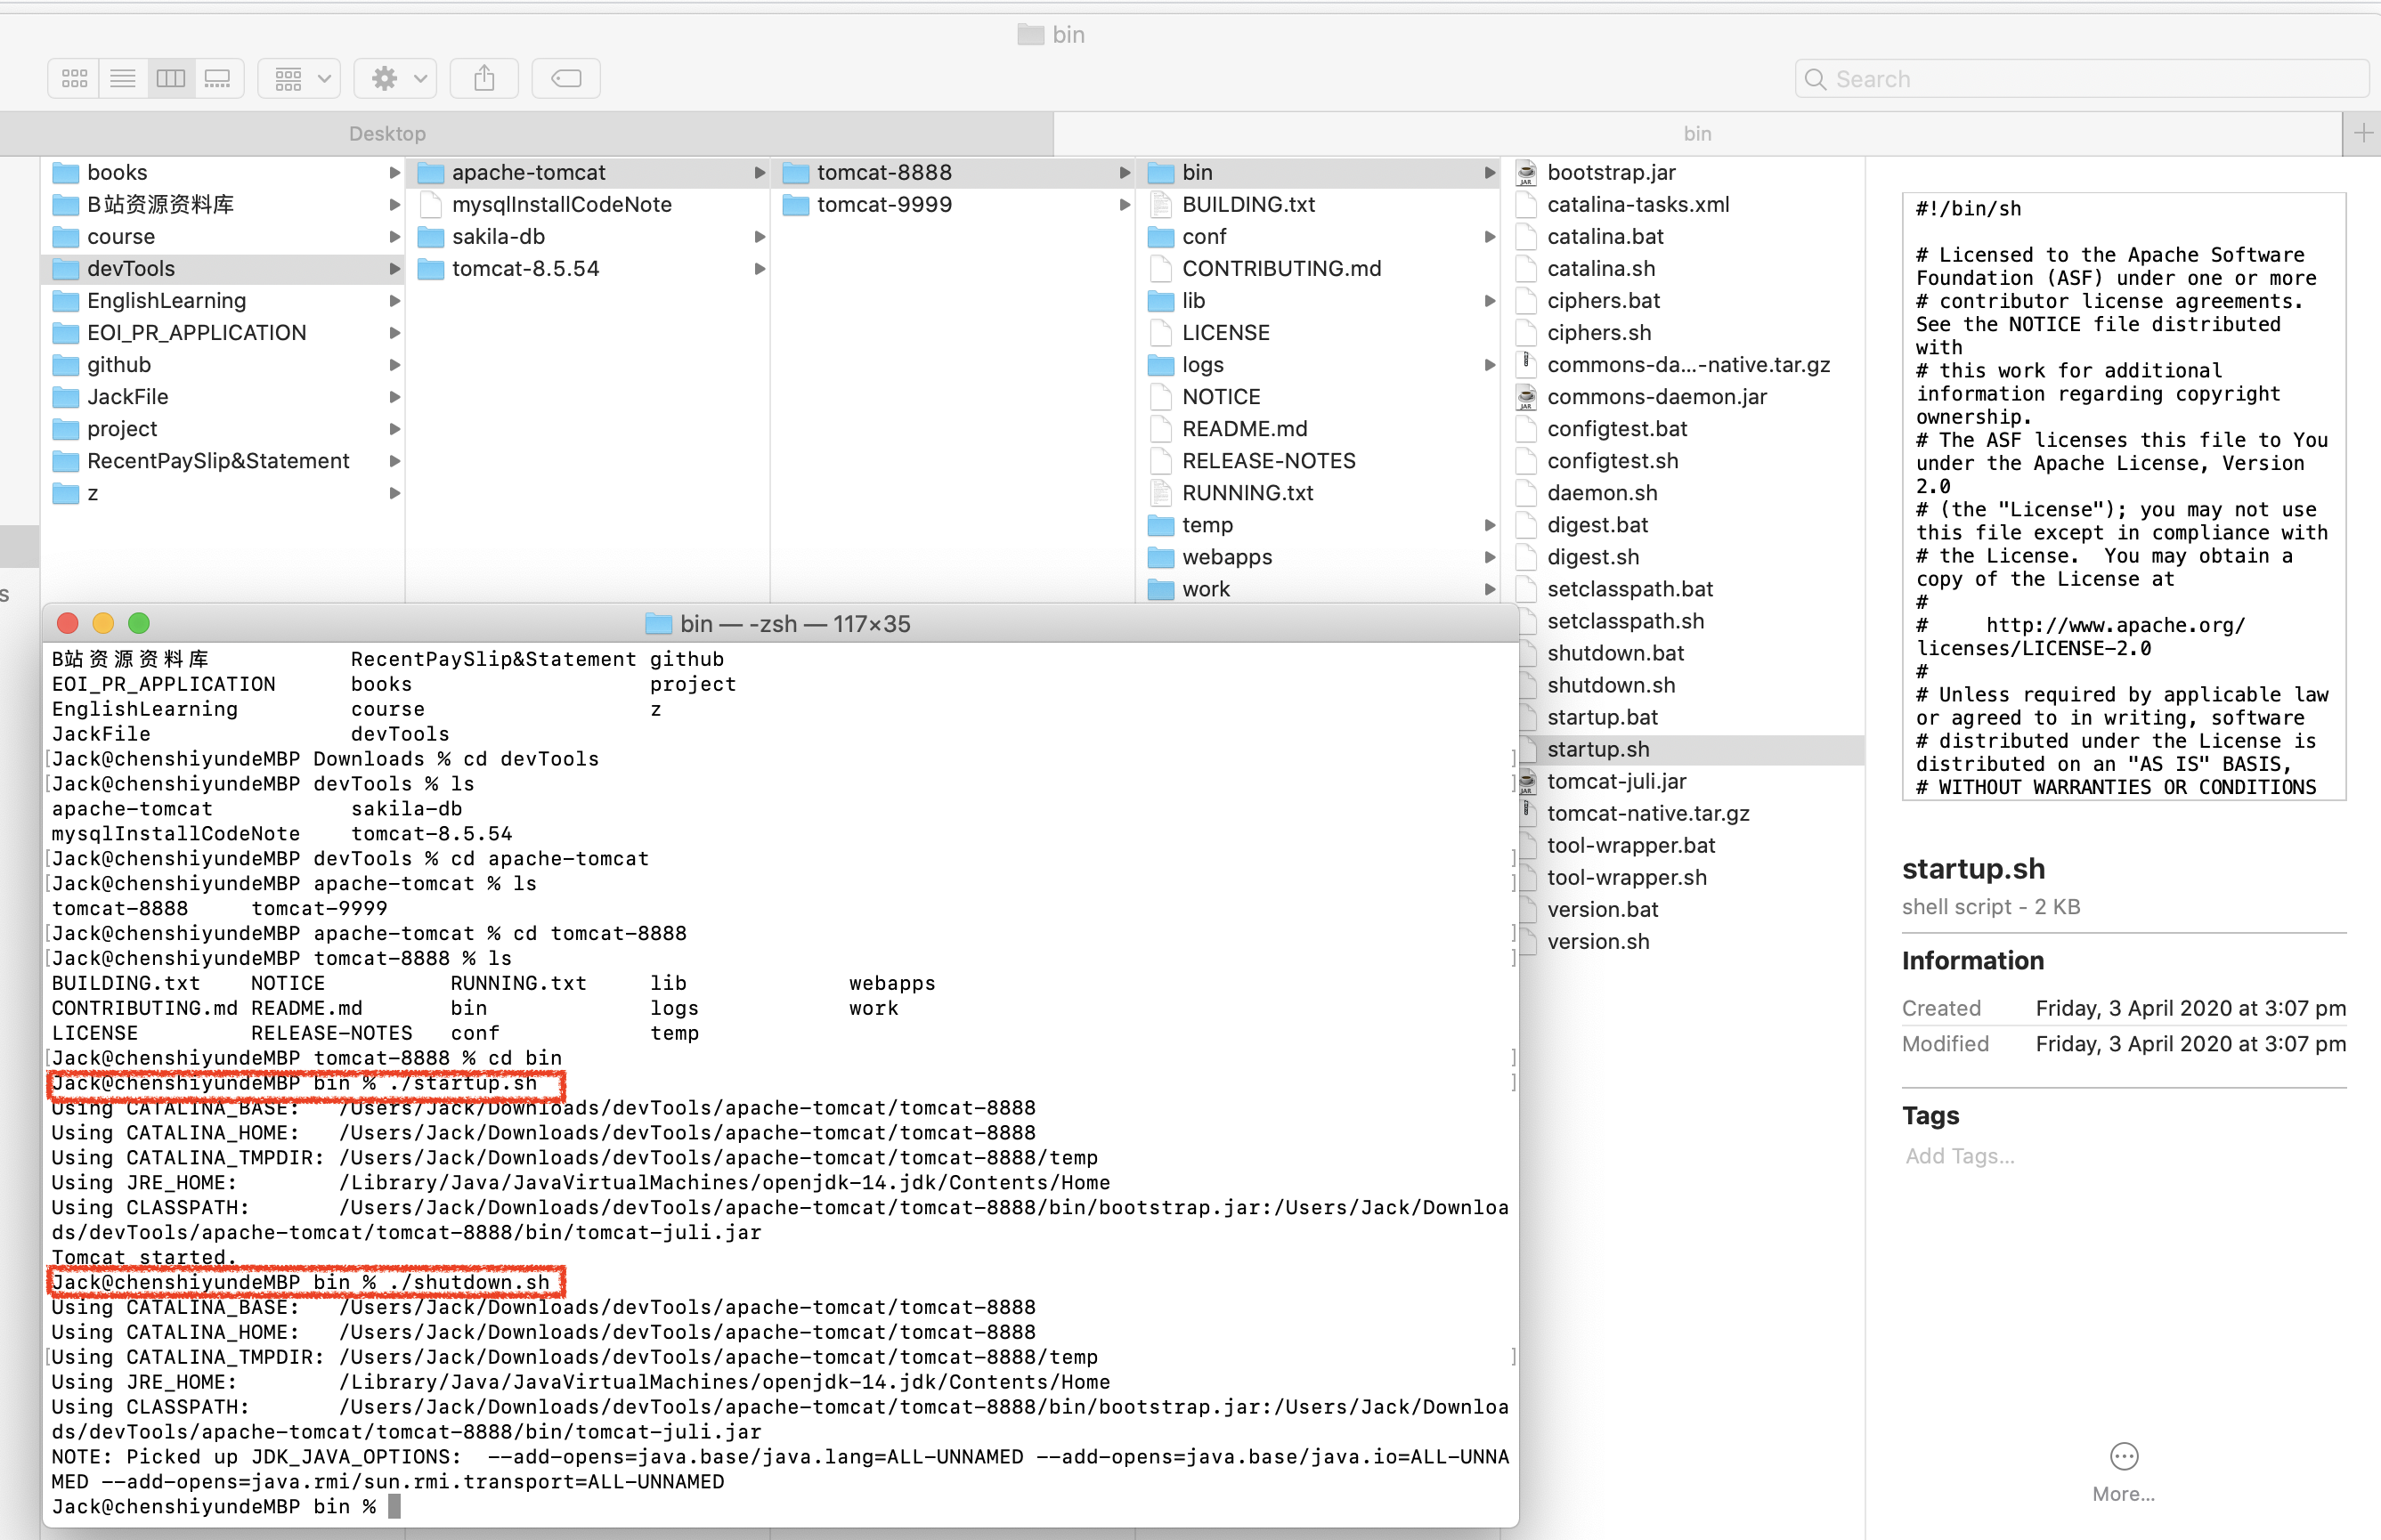 bin
Search
Desktop
bin
books
B站资源资料库
course
devTools
EnglishLearning
EOI_PR_APPLICATION
github
JackFile
project
RecentPaySlip&Statement
z
apache-tomcat
mysqlInstallCodeNote
sakila-db
tomcat-8.5.54
tomcat-8888
tomcat-9999
bin
BUILDING.txt
conf
CONTRIBUTING.md
lib
LICENSE
logs
NOTICE
README.md
RELEASE-NOTES
RUNNING.txt
temp
webapps
work
bootstrap.jar
catalina-tasks.xml
catalina.bat
catalina.sh
ciphers.bat
ciphers.sh
commons-da...-native.tar.gz
commons-daemon.jar
configtest.bat
configtest.sh
daemon.sh
digest.bat
digest.sh
setclasspath.bat
setclasspath.sh
shutdown.bat
shutdown.sh
startup.bat
startup.sh
tomcat-juli.jar
tomcat-native.tar.gz
tool-wrapper.bat
tool-wrapper.sh
version.bat
version.sh
#!/bin/sh
# Licensed to the Apache Software
Foundation (ASF) under one or more
# contributor license agreements.
See the NOTICE file distributed
with
# this work for additional
information regarding copyright
ownership.
# The ASF licenses this file to You
under the Apache License, Version
2.0
# (the "License"); you may not use
this file except in compliance with
# the License.  You may obtain a
copy of the License at
#
#     http://www.apache.org/
licenses/LICENSE-2.0
#
# Unless required by applicable law
or agreed to in writing, software
# distributed under the License is
distributed on an "AS IS" BASIS,
# WITHOUT WARRANTIES OR CONDITIONS
startup.sh
shell script - 2 KB
Information
Created Friday, 3 April 2020 at 3:07 pm
Modified Friday, 3 April 2020 at 3:07 pm
Tags
Add Tags...
More...
s
bin — -zsh — 117×35
B站资源资料库 RecentPaySlip&Statement github
EOI_PR_APPLICATION books project
EnglishLearning course z
JackFile devTools
[Jack@chenshiyundeMBP Downloads % cd devTools ]
[Jack@chenshiyundeMBP devTools % ls ]
apache-tomcat sakila-db
mysqlInstallCodeNote tomcat-8.5.54
[Jack@chenshiyundeMBP devTools % cd apache-tomcat ]
[Jack@chenshiyundeMBP apache-tomcat % ls ]
tomcat-8888 tomcat-9999
[Jack@chenshiyundeMBP apache-tomcat % cd tomcat-8888 ]
[Jack@chenshiyundeMBP tomcat-8888 % ls ]
BUILDING.txt NOTICE RUNNING.txt lib webapps
CONTRIBUTING.md README.md bin logs work
LICENSE RELEASE-NOTES conf temp
[Jack@chenshiyundeMBP tomcat-8888 % cd bin ]
Jack@chenshiyundeMBP bin % ./startup.sh ]
Using CATALINA_BASE: /Users/Jack/Downloads/devTools/apache-tomcat/tomcat-8888
Using CATALINA_HOME: /Users/Jack/Downloads/devTools/apache-tomcat/tomcat-8888
Using CATALINA_TMPDIR: /Users/Jack/Downloads/devTools/apache-tomcat/tomcat-8888/temp
Using JRE_HOME: /Library/Java/JavaVirtualMachines/openjdk-14.jdk/Contents/Home
Using CLASSPATH: /Users/Jack/Downloads/devTools/apache-tomcat/tomcat-8888/bin/bootstrap.jar:/Users/Jack/Downloa
ds/devTools/apache-tomcat/tomcat-8888/bin/tomcat-juli.jar
Tomcat started.
Jack@chenshiyundeMBP bin % ./shutdown.sh
Using CATALINA_BASE: /Users/Jack/Downloads/devTools/apache-tomcat/tomcat-8888
Using CATALINA_HOME: /Users/Jack/Downloads/devTools/apache-tomcat/tomcat-8888
[Using CATALINA_TMPDIR: /Users/Jack/Downloads/devTools/apache-tomcat/tomcat-8888/temp ]
Using JRE_HOME: /Library/Java/JavaVirtualMachines/openjdk-14.jdk/Contents/Home
Using CLASSPATH: /Users/Jack/Downloads/devTools/apache-tomcat/tomcat-8888/bin/bootstrap.jar:/Users/Jack/Downloa
ds/devTools/apache-tomcat/tomcat-8888/bin/tomcat-juli.jar
NOTE: Picked up JDK_JAVA_OPTIONS:  --add-opens=java.base/java.lang=ALL-UNNAMED --add-opens=java.base/java.io=ALL-UNNA
MED --add-opens=java.rmi/sun.rmi.transport=ALL-UNNAMED
Jack@chenshiyundeMBP bin %